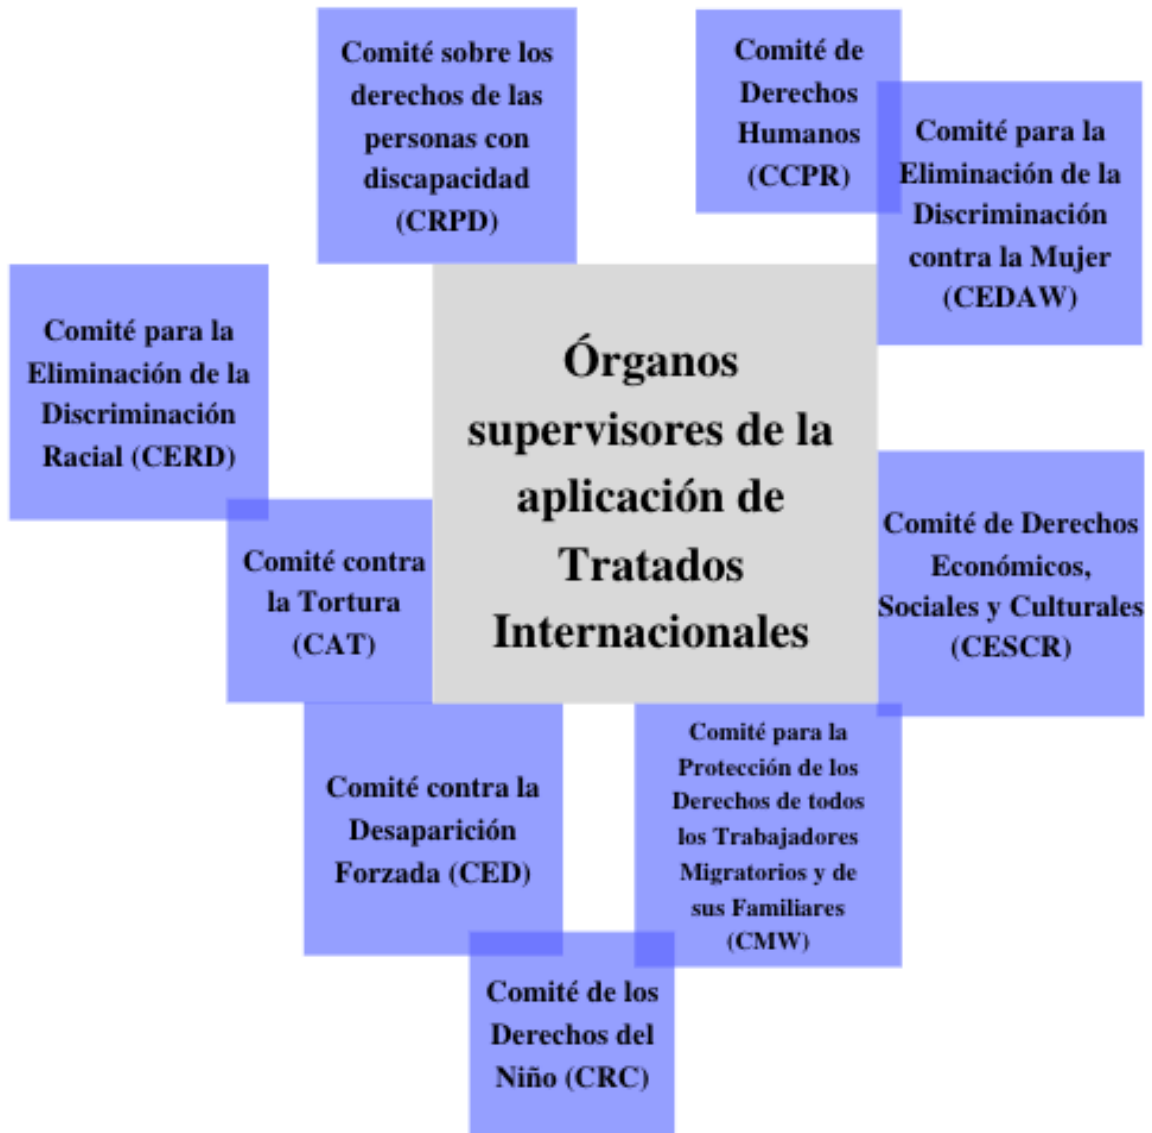 Comité sobre los
derechos de las
personas con
discapacidad
(CRPD)
Comité de
Derechos
Humanos
(CCPR)
Comité para la
Eliminación de la
Discriminación
contra la Mujer
(CEDAW)
Comité para la
Eliminación de la
Discriminación
Racial (CERD)
Órganos
supervisores de la
aplicación de
Tratados
Internacionales
Comité de Derechos
Económicos,
Sociales y Culturales
(CESCR)
Comité contra
la Tortura
(CAT)
Comité contra la
Desaparición
Forzada (CED)
Comité para la
Protección de los
Derechos de todos
los Trabajadores
Migratorios y de
sus Familiares
(CMW)
Comité de los
Derechos del
Niño (CRC)